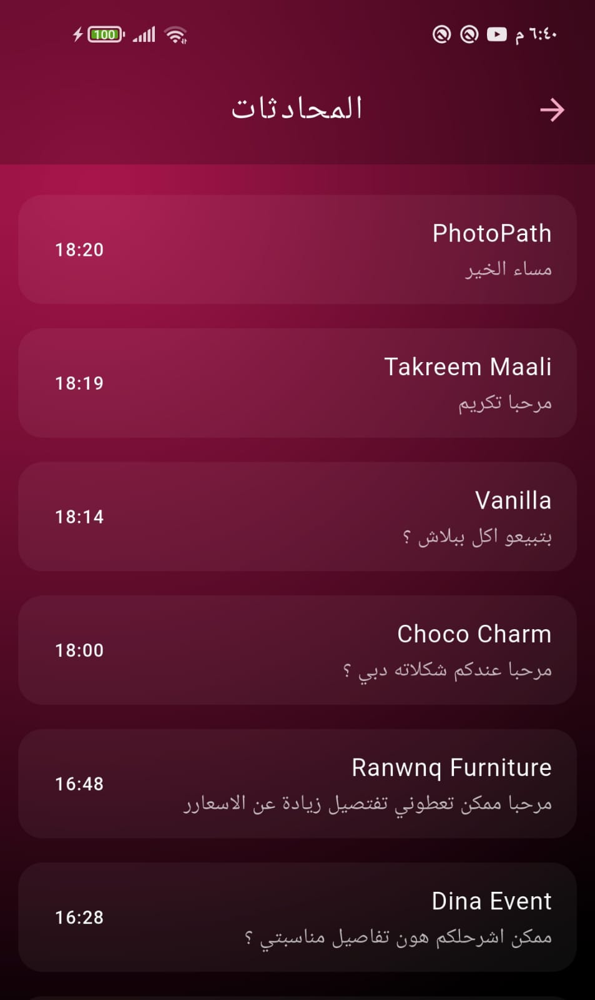 100
٦:٤٠ م
المحادثات
PhotoPath
مساء الخير
18:20
Takreem Maali
مرحبا تكريم
18:19
Vanilla
بتبيعو اكل ببلاش ؟
18:14
Choco Charm
مرحبا عندكم شكلاته دبي ؟
18:00
Ranwnq Furniture
مرحبا ممكن تعطوني تفتصيل زيادة عن الاسعارر
16:48
Dina Event
ممكن اشرحلكم هون تفاصيل مناسبتي ؟
16:28